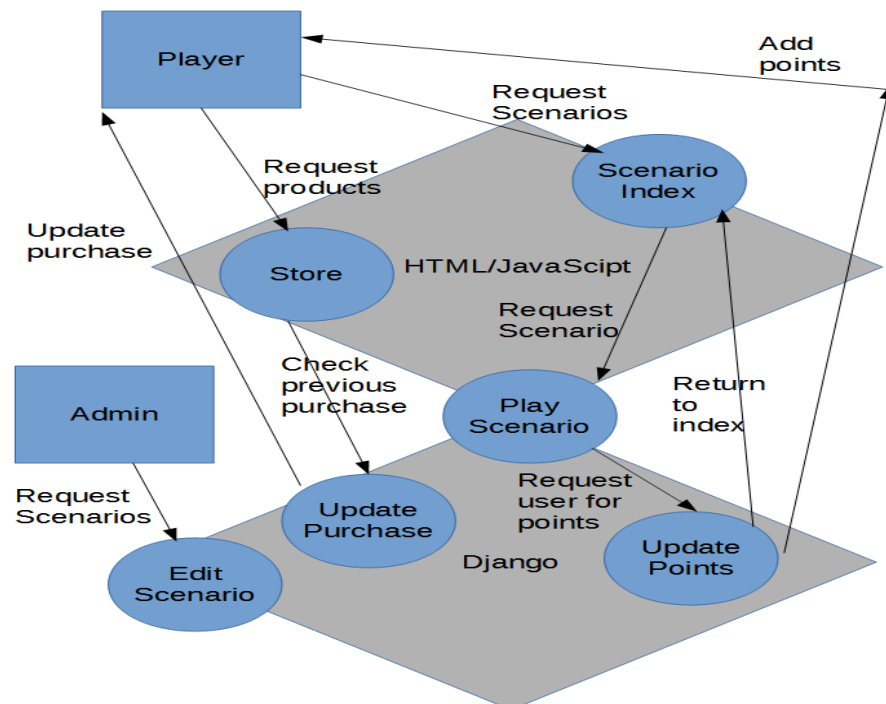 Player
Add
points
Request
Scenarios
Request
products
Scenario
Index
Update
purchase
Store
HTML/JavaScipt
Request
Scenario
Check
previous
purchase
Return
to
index
Admin
Play
Scenario
Request
Scenarios
Request
user for
points
Update
Purchase
Django
Update
Points
Edit
Scenario